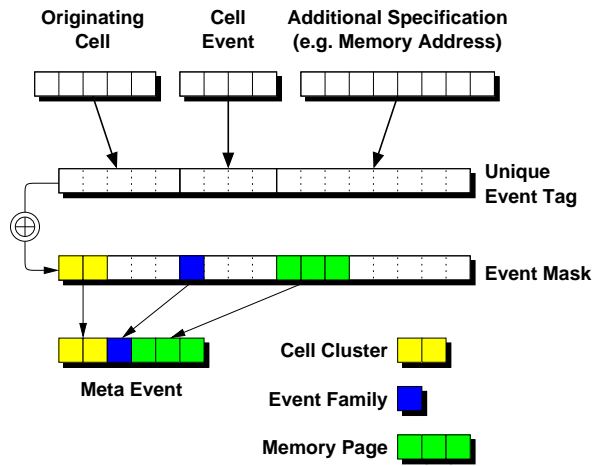 Originating
Cell
Cell
Event
Additional Specification
(e.g. Memory Address)
Unique
Event Tag
Event Mask
Meta Event
Cell Cluster
Event Family
Memory Page